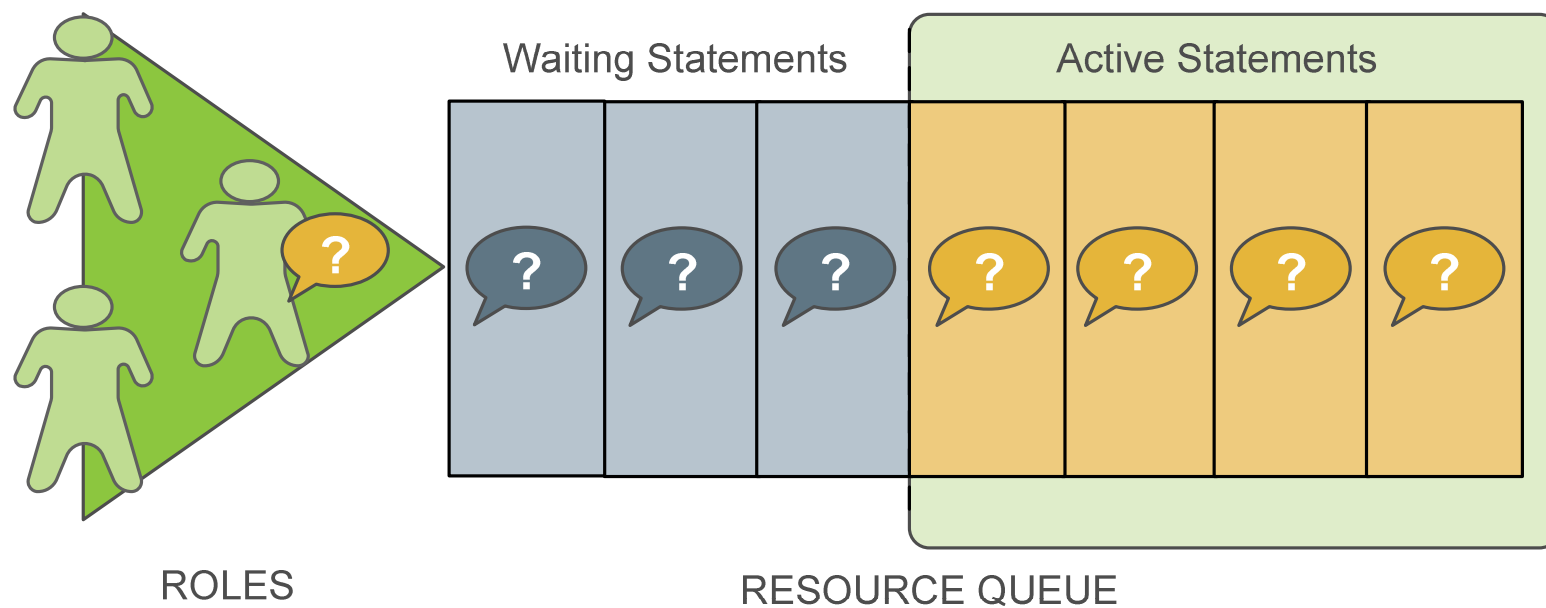 Waiting Statements
Active Statements
?
?
?
?
?
?
?
?
ROLES
RESOURCE QUEUE